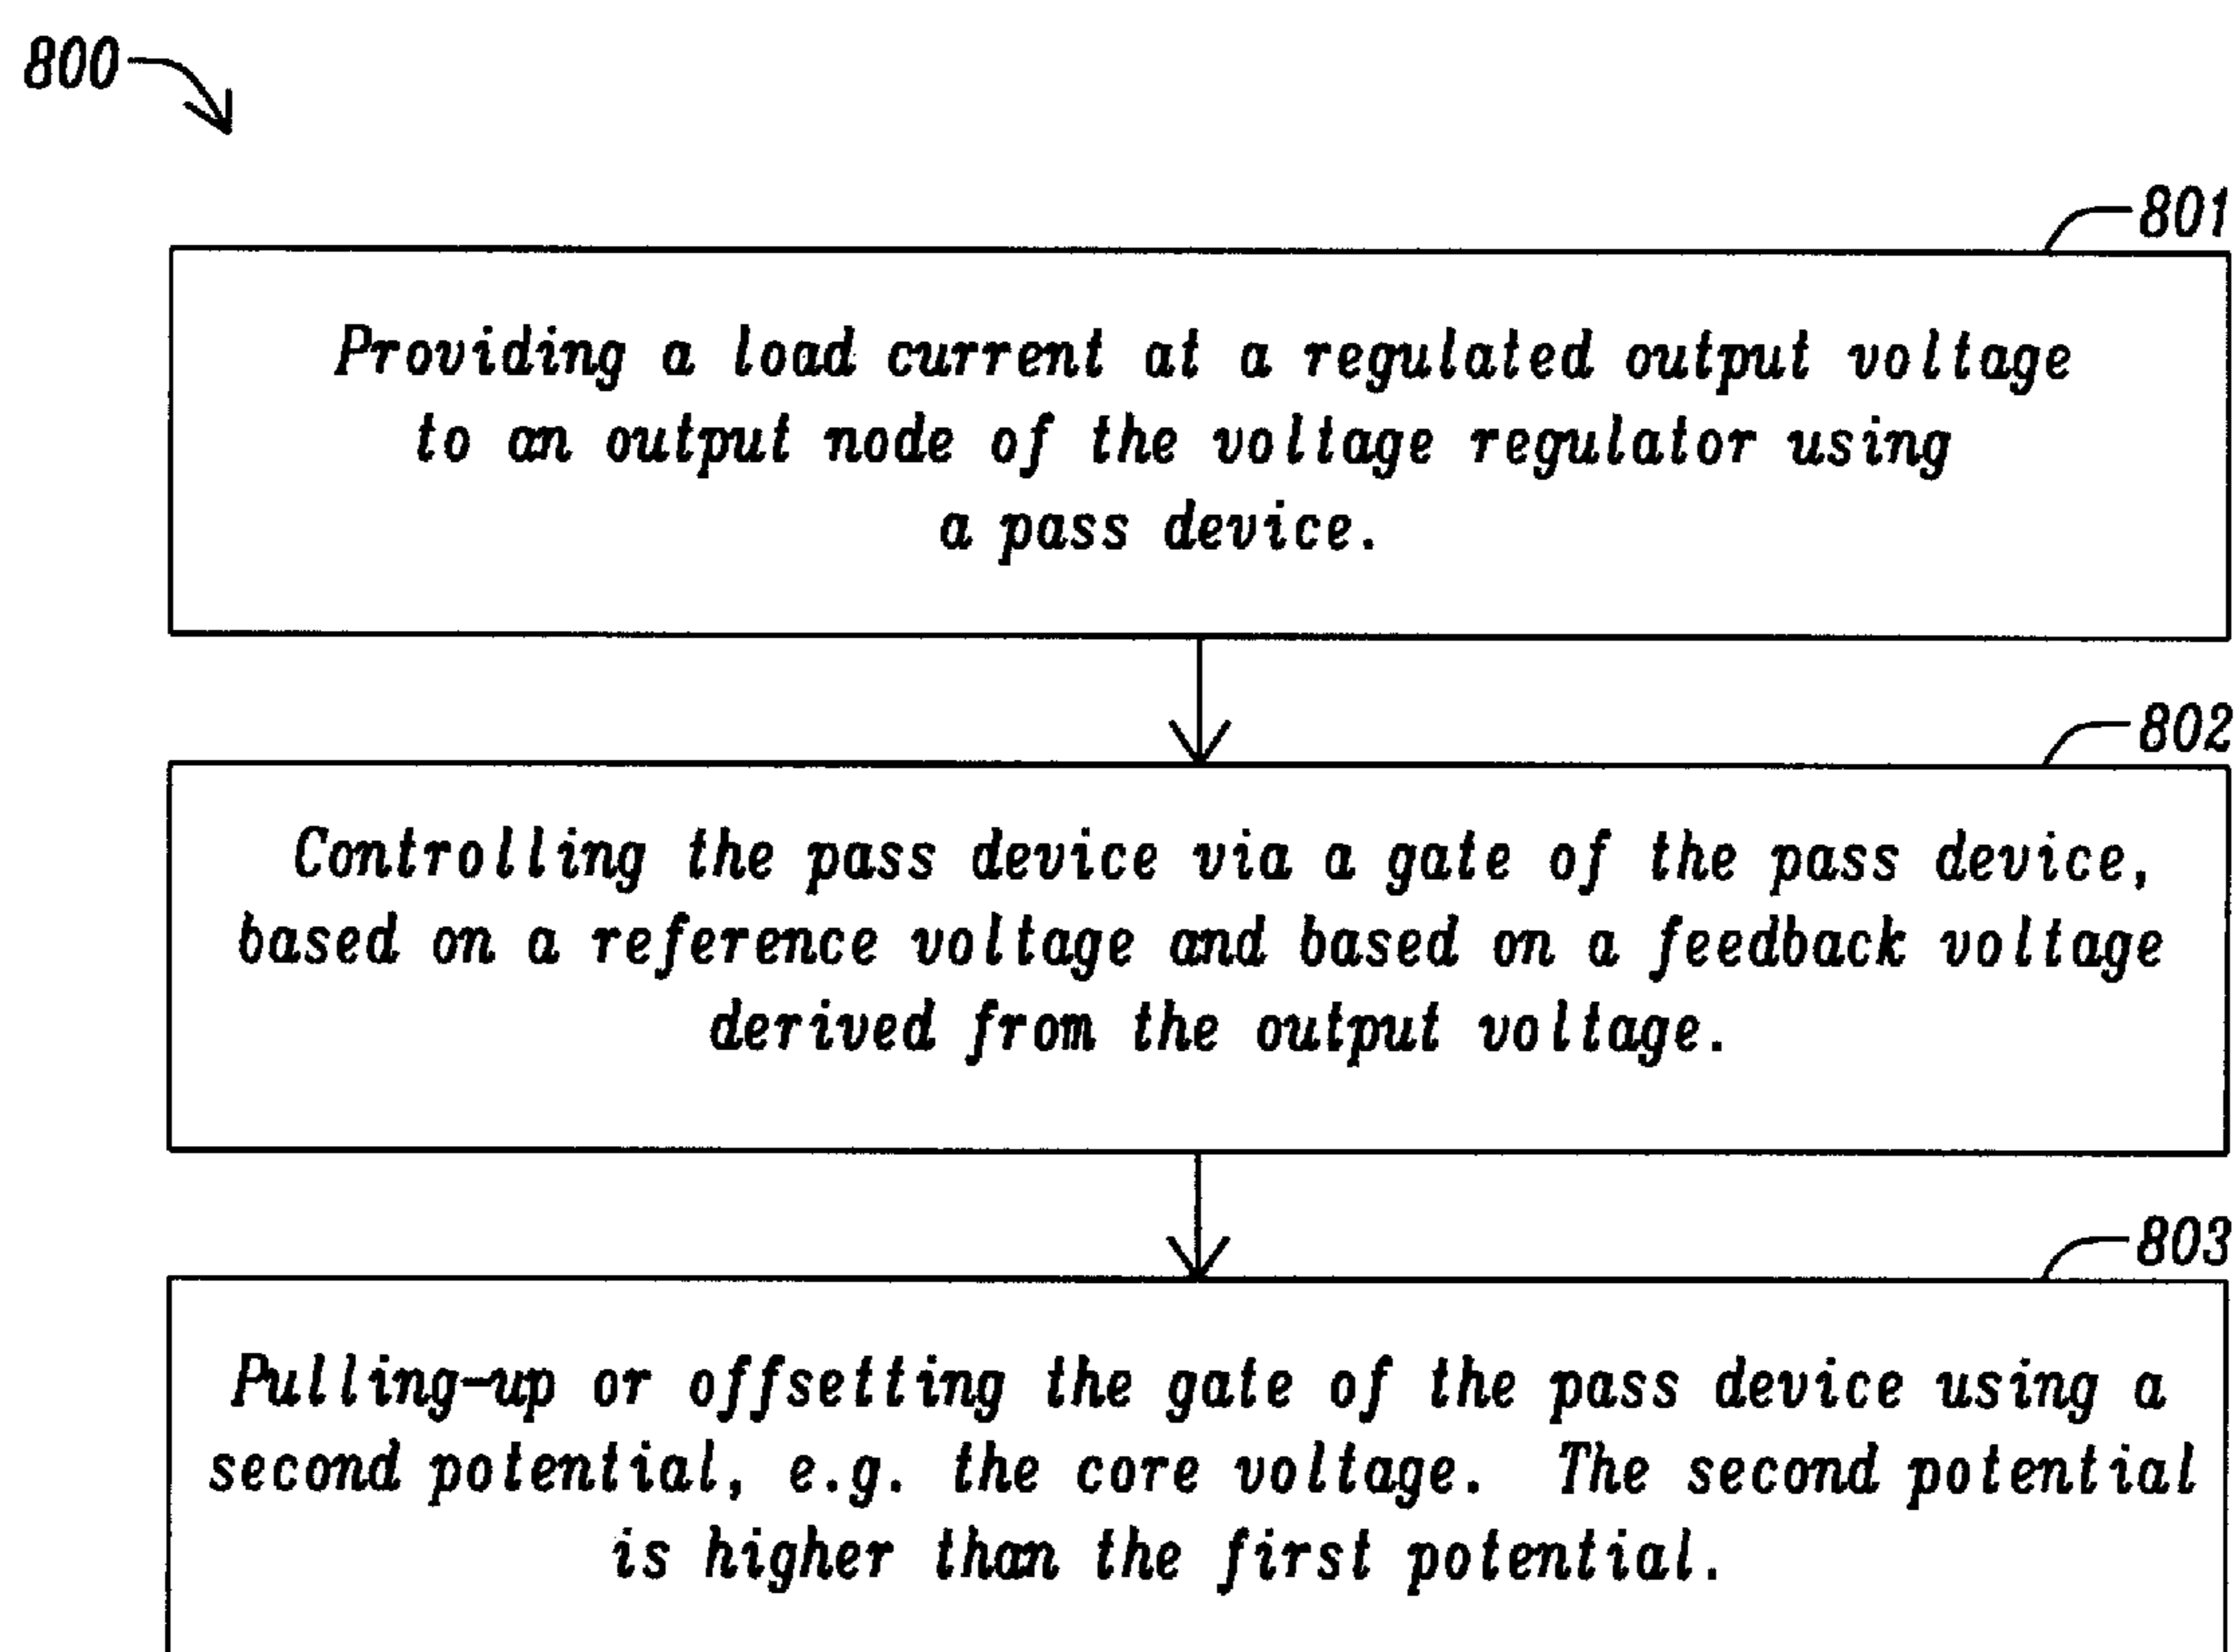 800
801
Providing a load current at a regulated output voltage
to an output node of the voltage regulator using
a pass device.
802
Controlling the pass device via a gate of the pass device,
based on a reference voltage and based on a feedback voltage
derived from the output voltage.
803
Pulling-up or offsetting the gate of the pass device using a
second potential, e.g. the core voltage. The second potential
is higher than the first potential.